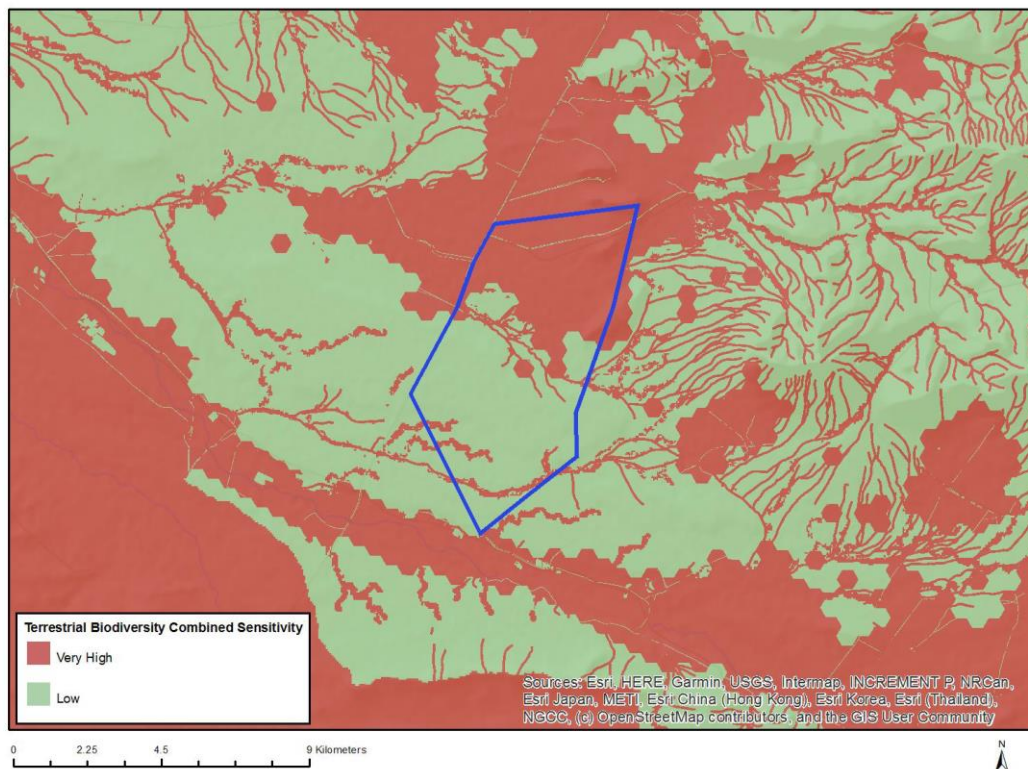 Terrestrial Biodiversity Combined Sensitivity
Very High
Low
Sources: Esri, HERE, Garmin, USGS, Intermap, INCREMENT P, NRCan,
Esri Japan, METI, Esri China (Hong Kong), Esri Korea, Esri (Thailand),
NGCC, (c) OpenStreetMap contributors, and the GIS User Community
0 2.25 4.5 9 Kilometers
N